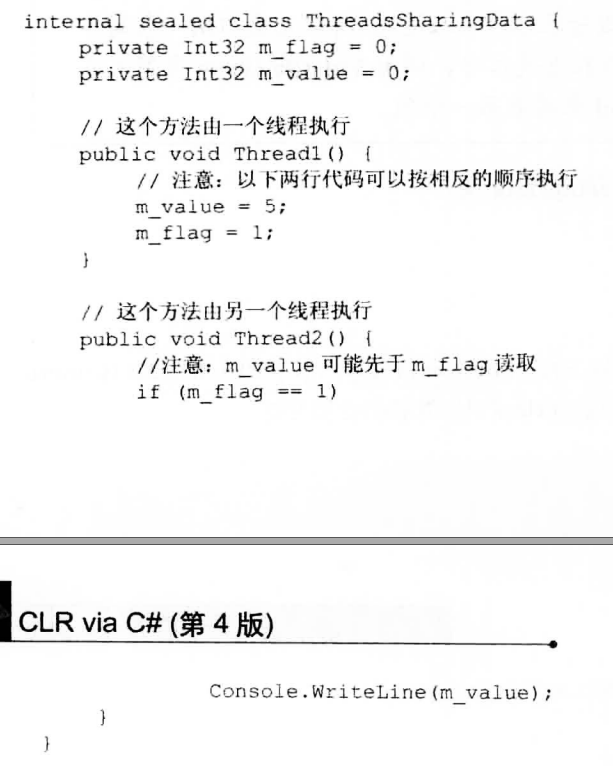 internal sealed class ThreadsSharingData {
private Int32 m_flag = 0;
private Int32 m_value = 0;
// 这个方法由一个线程执行
public void Thread1() {
// 注意：以下两行代码可以按相反的顺序执行
m_value = 5;
m_flag = 1;
}
// 这个方法由另一个线程执行
public void Thread2() {
//注意：m_value 可能先于 m_flag 读取
if (m_flag == 1)
CLR via C# (第 4 版)
Console.WriteLine(m_value);
}
}